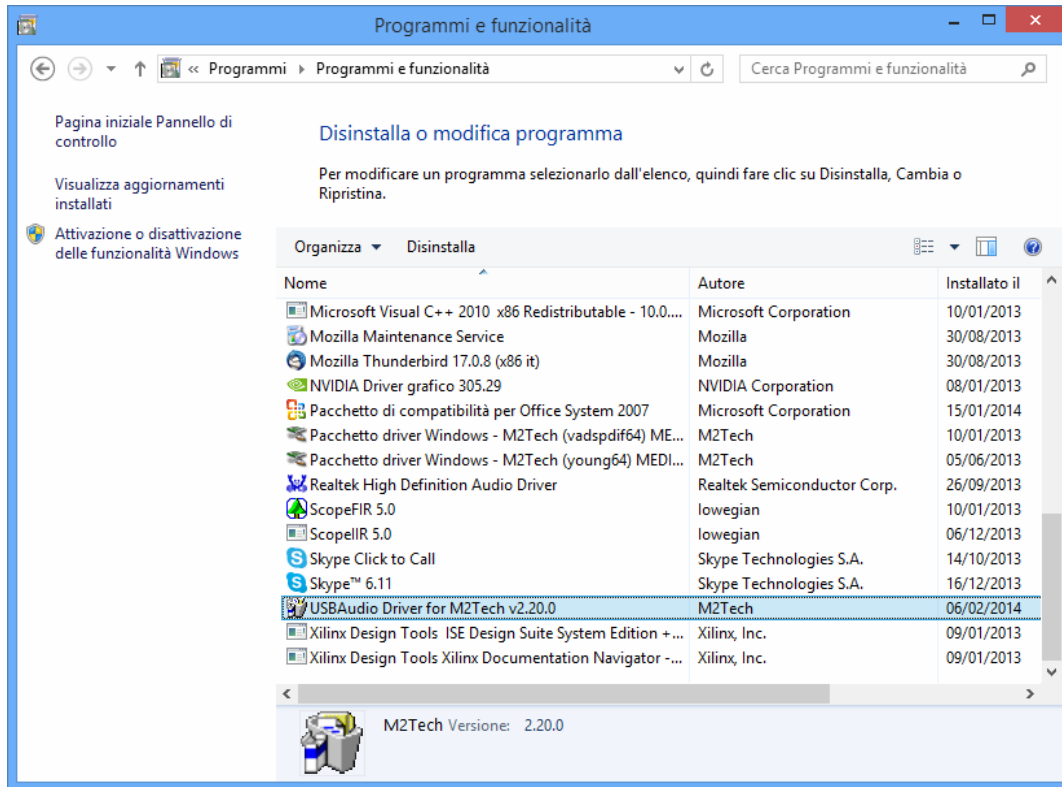 Programmi e funzionalità
« Programmi Programmi e funzionalità
Cerca Programmi e funzionalità
Pagina iniziale Pannello di
controllo
Visualizza aggiornamenti
installati
Attivazione o disattivazione
delle funzionalità Windows
Disinstalla o modifica programma
Per modificare un programma selezionarlo dall'elenco, quindi fare clic su Disinstalla, Cambia o
Ripristina.
Organizza Disinstalla
Nome Autore Installato il
Microsoft Visual C++ 2010 x86 Redistributable - 10.0.... Microsoft Corporation 10/01/2013
Mozilla Maintenance Service Mozilla 30/08/2013
Mozilla Thunderbird 17.0.8 (x86 it) Mozilla 30/08/2013
NVIDIA Driver grafico 305.29 NVIDIA Corporation 08/01/2013
Pacchetto di compatibilità per Office System 2007 Microsoft Corporation 15/01/2014
Pacchetto driver Windows - M2Tech (vadspdif64) ME... M2Tech 10/01/2013
Pacchetto driver Windows - M2Tech (young64) MEDI... M2Tech 05/06/2013
Realtek High Definition Audio Driver Realtek Semiconductor Corp. 26/09/2013
ScopeFIR 5.0 Iowegian 10/01/2013
ScopeIIR 5.0 Iowegian 06/12/2013
Skype Click to Call Skype Technologies S.A. 14/10/2013
Skype™ 6.11 Skype Technologies S.A. 16/12/2013
USBAudio Driver for M2Tech v2.20.0 M2Tech 06/02/2014
Xilinx Design Tools ISE Design Suite System Edition +... Xilinx, Inc. 09/01/2013
Xilinx Design Tools Xilinx Documentation Navigator -... Xilinx, Inc. 09/01/2013
M2Tech Versione: 2.20.0